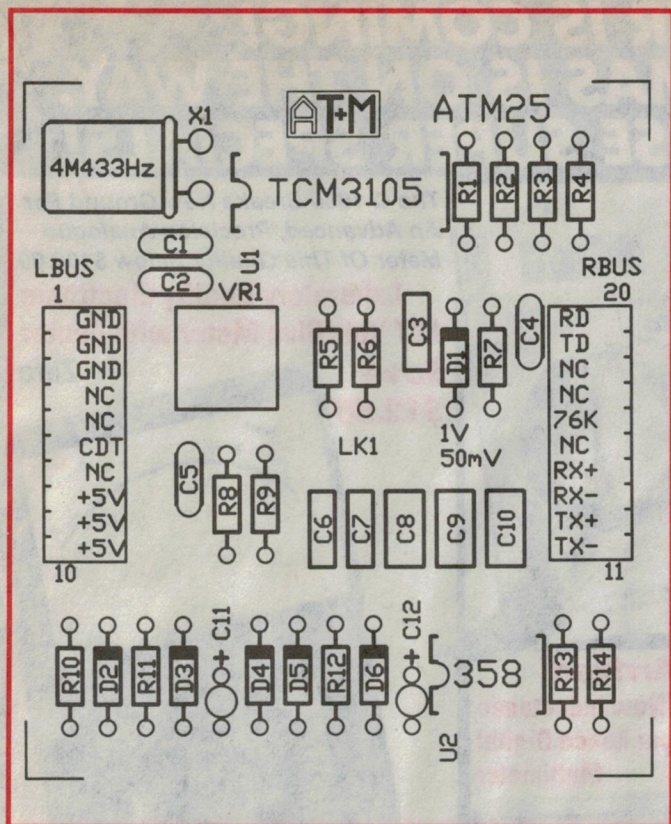 X1
A T+M
ATM25
4M433Hz
TCM3105
R1
R2
R3
R4
C1
C2
U1
LBUS
RBUS
1
VR1
20
GND
GND
GND
NC
NC
CDT
NC
+5V
+5V
+5V
10
R5
R6
C3
D1
R7
C4
RD
TD
NC
NC
76K
NC
RX+
RX-
TX+
TX-
11
LK1
1V
50mV
C5
R8
R9
C6
C7
C8
C9
C10
R10
D2
R11
D3
+ C11
D4
D5
R12
D6
+ C12
358
U2
R13
R14